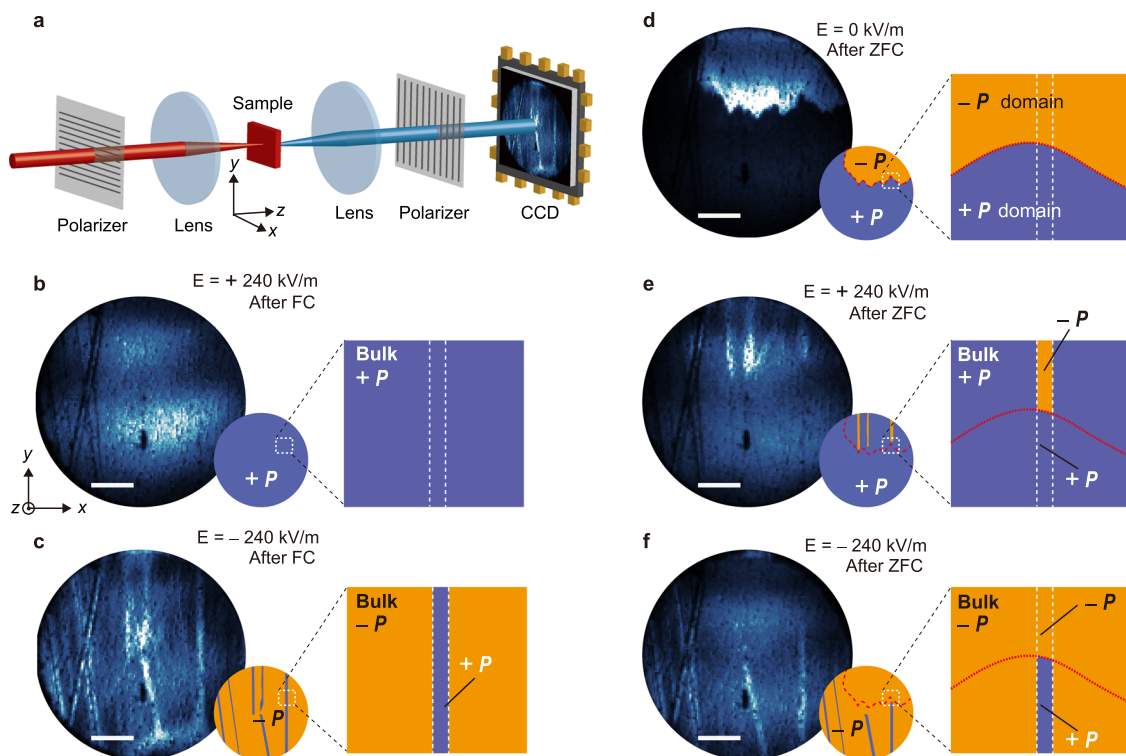 a
Polarizer
Lens
Sample
y
z
x
Lens
Polarizer
CCD
b
E = + 240 kV/m
After FC
+ P
Bulk
+ P
y
z
x
c
E = – 240 kV/m
After FC
– P
Bulk
– P
+ P
d
E = 0 kV/m
After ZFC
– P
+ P
– P domain
+ P domain
e
E = + 240 kV/m
After ZFC
+ P
Bulk
+ P
– P
+ P
f
E = – 240 kV/m
After ZFC
– P
Bulk
– P
– P
+ P